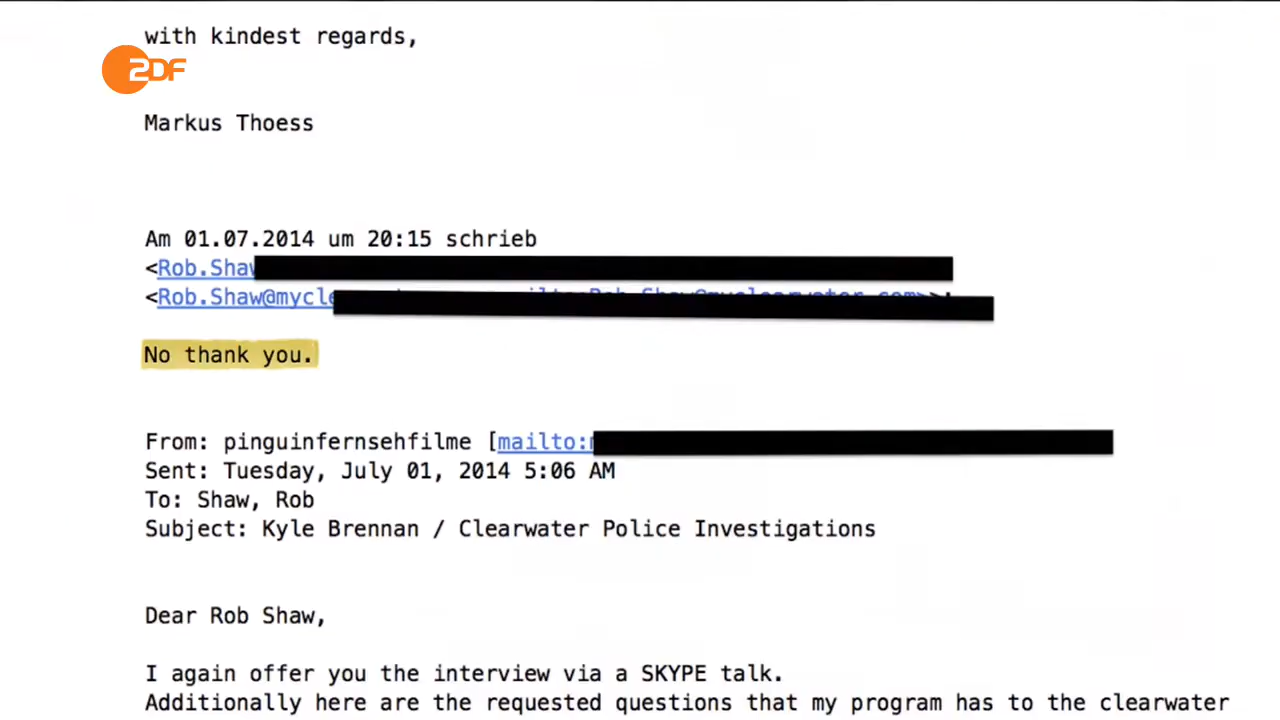 with kindest regards,
ZDF
Markus Thoess
Am 01.07.2014 um 20:15 schrieb
<Rob.Shaw
<Rob.Shaw@mycle
No thank you.
From: pinguinfernsehfilme [mailto:
Sent: Tuesday, July 01, 2014 5:06 AM
To: Shaw, Rob
Subject: Kyle Brennan / Clearwater Police Investigations
Dear Rob Shaw,
I again offer you the interview via a SKYPE talk.
Additionally here are the requested questions that my program has to the clearwater